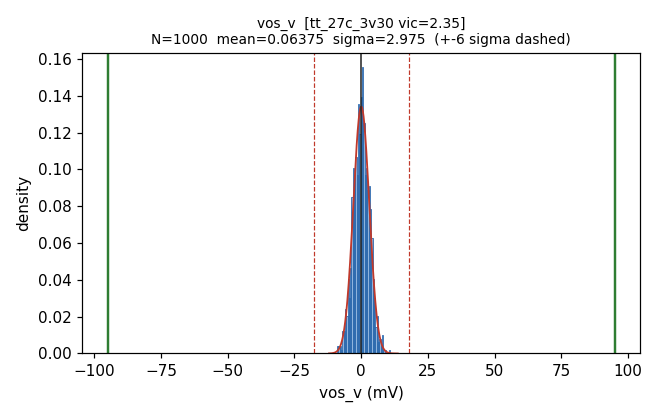 vos_v [tt_27c_3v30 vic=2.35]
N=1000 mean=0.06375 sigma=2.975 (+-6 sigma dashed)
0.16
0.14
0.12
0.10
0.08
0.06
0.04
0.02
0.00
density
−100 −75 −50 −25 0 25 50 75 100
vos_v (mV)